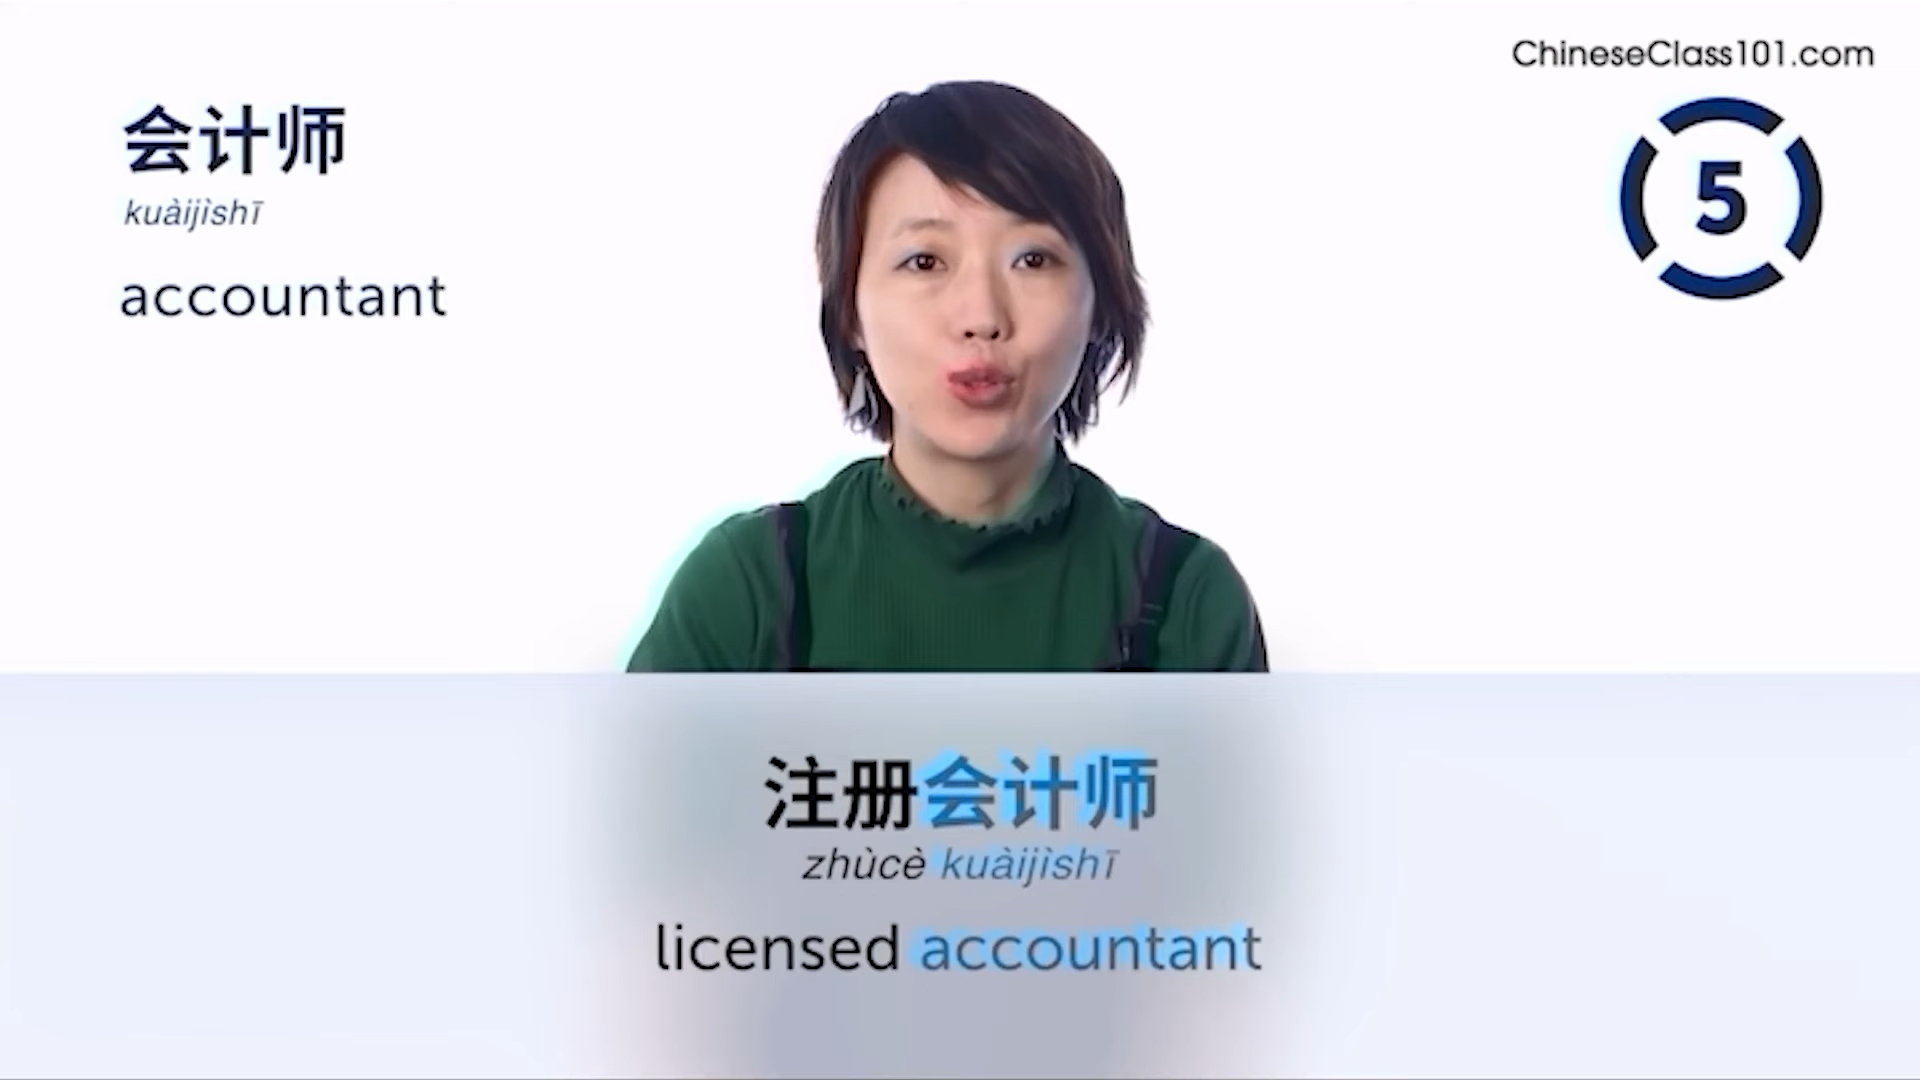 ChineseClass101.com
会计师
kuàijìshī
accountant
5
注册会计师
zhùcè kuàijìshī
licensed accountant